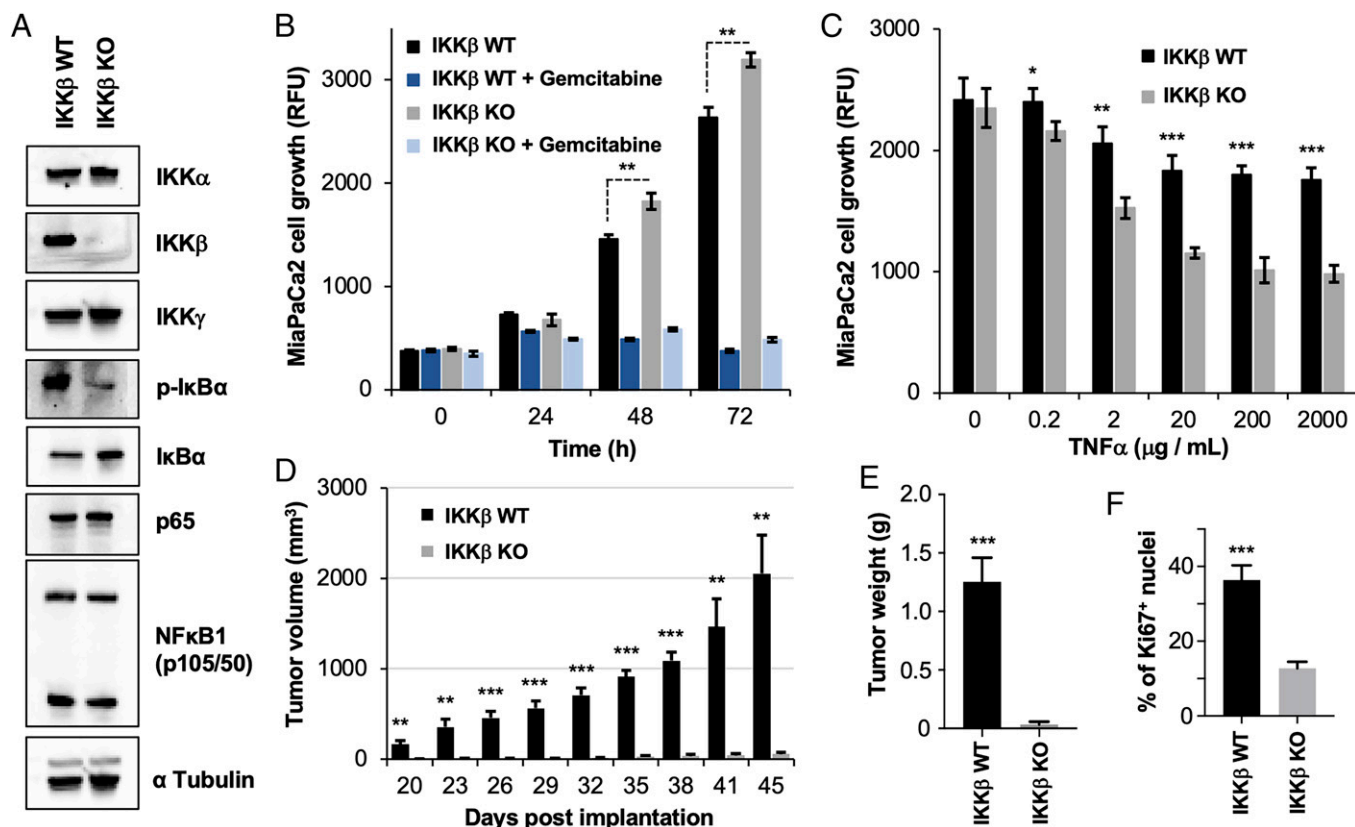 A
IKKβ WT
IKKβ KO
IKKα
IKKβ
IKKγ
p-IκBα
IκBα
p65
NFκB1
(p105/50)
α Tubulin
B
MiaPaCa2 cell growth (RFU)
3000
2000
1000
0
IKKβ WT
IKKβ WT + Gemcitabine
IKKβ KO
IKKβ KO + Gemcitabine
**
**
0 24 48 72
Time (h)
C
MiaPaCa2 cell growth (RFU)
3000
2000
1000
0
IKKβ WT
IKKβ KO
* ** *** *** ***
0 0.2 2 20 200 2000
TNFα (μg / mL)
D
Tumor volume (mm³)
3000
2000
1000
0
IKKβ WT
IKKβ KO
** ** *** *** *** *** *** ** **
20 23 26 29 32 35 38 41 45
Days post implantation
E
Tumor weight (g)
2.0
1.5
1.0
0.5
0
***
IKKβ WT
IKKβ KO
F
% of Ki67⁺ nuclei
40
20
0
***
IKKβ WT
IKKβ KO